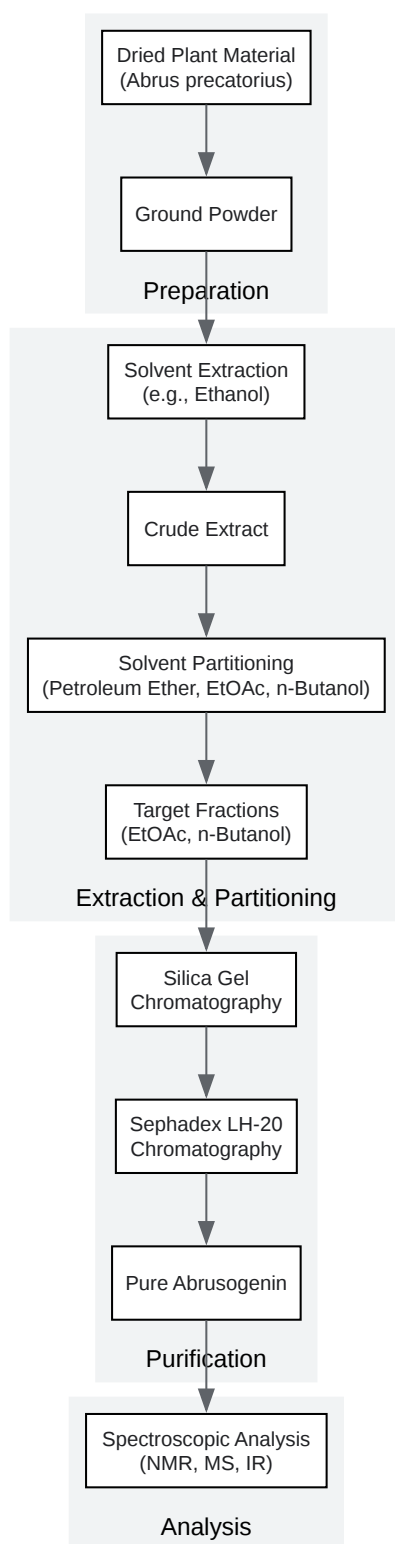 Dried Plant Material
(Abrus precatorius)
Ground Powder
Preparation
Solvent Extraction
(e.g., Ethanol)
Crude Extract
Solvent Partitioning
(Petroleum Ether, EtOAc, n-Butanol)
Target Fractions
(EtOAc, n-Butanol)
Extraction & Partitioning
Silica Gel
Chromatography
Sephadex LH-20
Chromatography
Pure Abrusogenin
Purification
Spectroscopic Analysis
(NMR, MS, IR)
Analysis